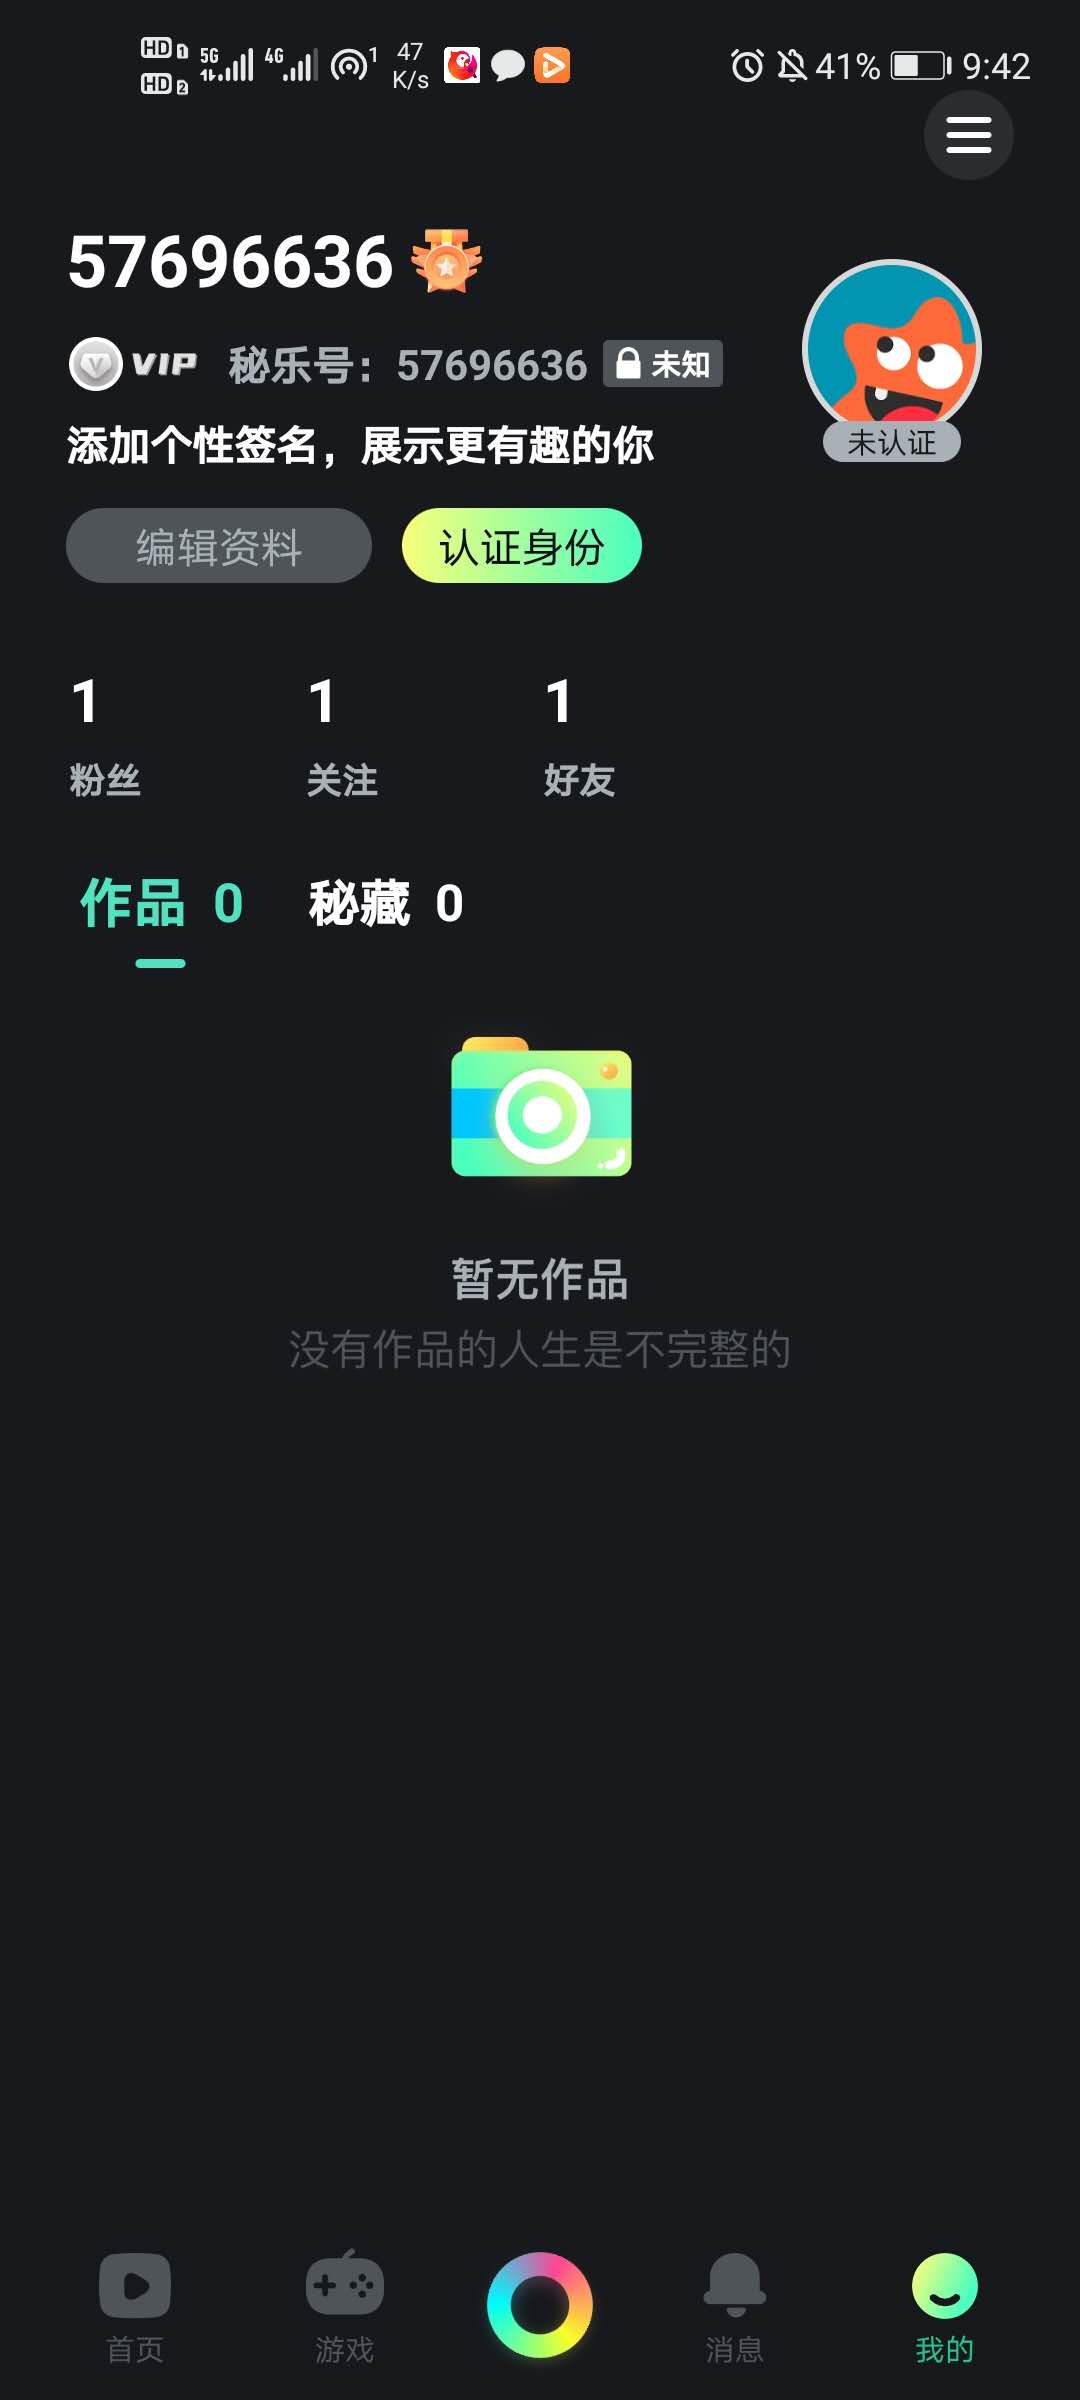 HD 1 5G 4G 1 47 41% 9:42
HD 2 K/s
57696636
VIP 秘乐号：57696636 未知
添加个性签名，展示更有趣的你
未认证
编辑资料 认证身份
1 1 1
粉丝 关注 好友
作品 0 秘藏 0
暂无作品
没有作品的人生是不完整的
首页 游戏 消息 我的